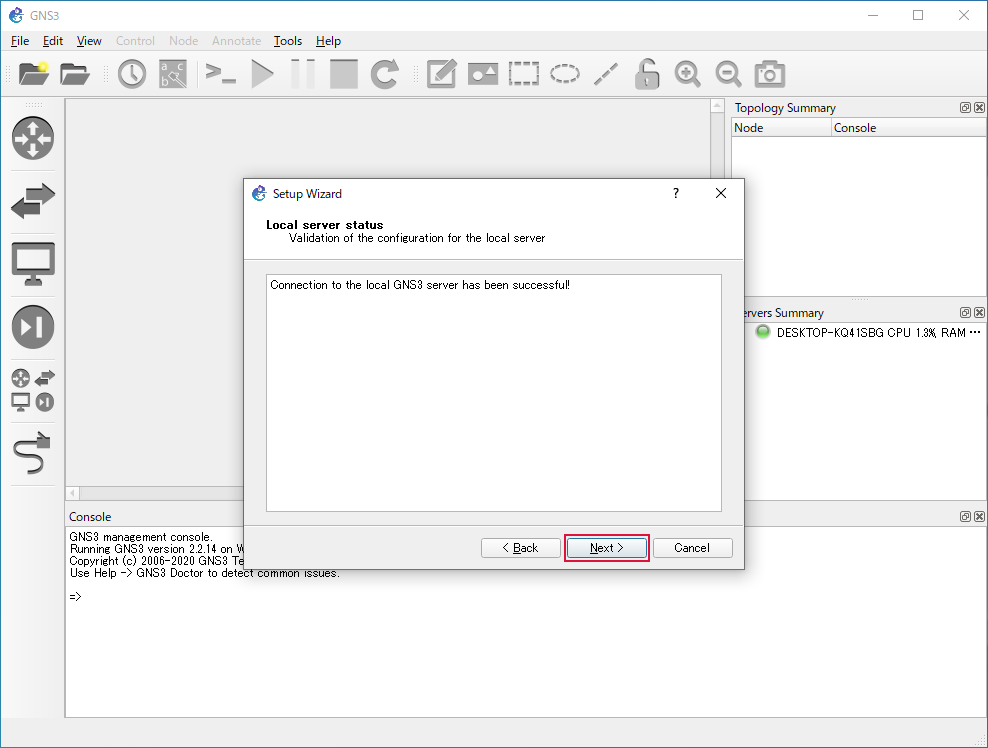 GNS3
File Edit View Control Node Annotate Tools Help
Topology Summary
Node Console
Setup Wizard
?
Local server status
Validation of the configuration for the local server
Connection to the local GNS3 server has been successful!
ervers Summary
DESKTOP-KQ41SBG CPU 1.3%, RAM ...
< Back
Next >
Cancel
Console
GNS3 management console.
Running GNS3 version 2.2.14 on W
Copyright (c) 2006-2020 GNS3 Te
Use Help -> GNS3 Doctor to detect common issues.
=>